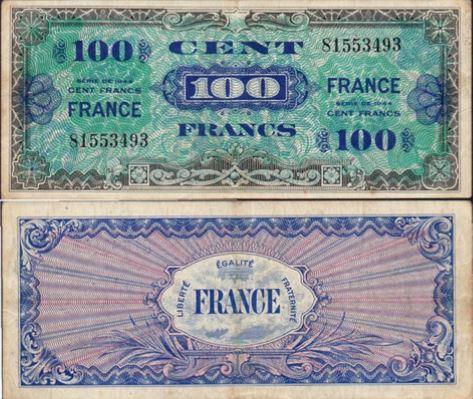 100 CENT 81553493
SÉRIE DE 1944
CENT FRANCS
100
FRANCE
SÉRIE DE 1944
CENT FRANCS
FRANCE
81553493
FRANCS
100
ÉGALITÉ
LIBERTÉ
FRANCE
FRATERNITÉ